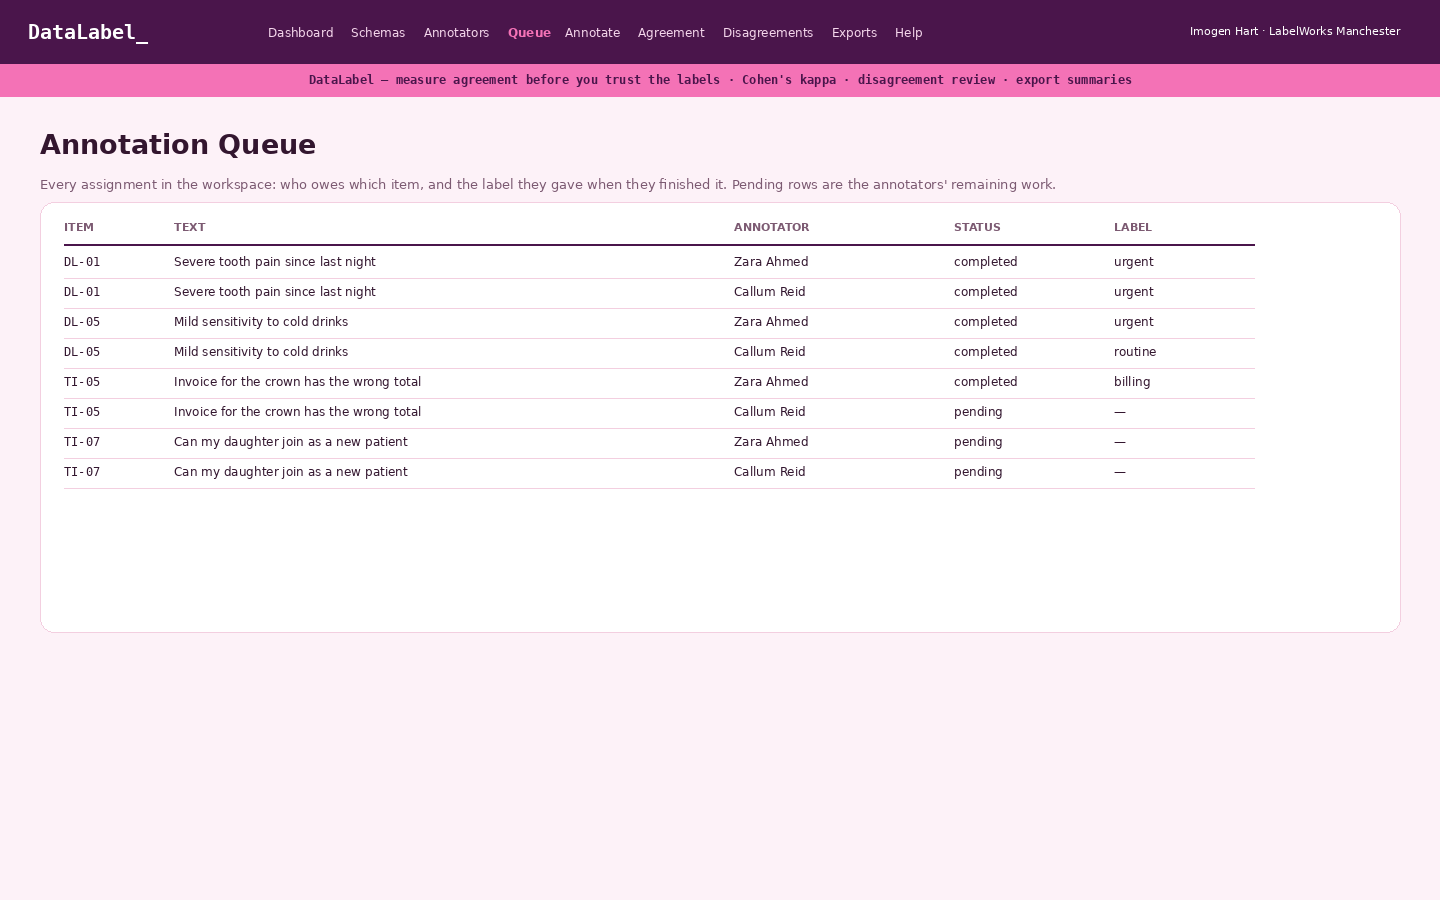 DataLabel_
Dashboard Schemas Annotators Queue Annotate Agreement Disagreements Exports Help
Imogen Hart · LabelWorks Manchester
DataLabel — measure agreement before you trust the labels · Cohen's kappa · disagreement review · export summaries
Annotation Queue
Every assignment in the workspace: who owes which item, and the label they gave when they finished it. Pending rows are the annotators' remaining work.
ITEM TEXT ANNOTATOR STATUS LABEL
DL-01 Severe tooth pain since last night Zara Ahmed completed urgent
DL-01 Severe tooth pain since last night Callum Reid completed urgent
DL-05 Mild sensitivity to cold drinks Zara Ahmed completed urgent
DL-05 Mild sensitivity to cold drinks Callum Reid completed routine
TI-05 Invoice for the crown has the wrong total Zara Ahmed completed billing
TI-05 Invoice for the crown has the wrong total Callum Reid pending —
TI-07 Can my daughter join as a new patient Zara Ahmed pending —
TI-07 Can my daughter join as a new patient Callum Reid pending —